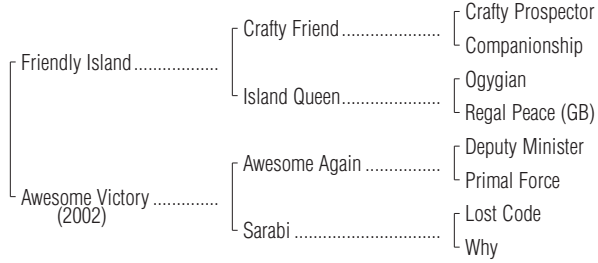 Crafty Prospector
Crafty Friend....................
Companionship
Friendly Island.................
Ogygian
Island Queen....................
Regal Peace (GB)
Deputy Minister
Awesome Again ...............
Primal Force
Awesome Victory .............
(2002)
Lost Code
Sarabi .............................
Why